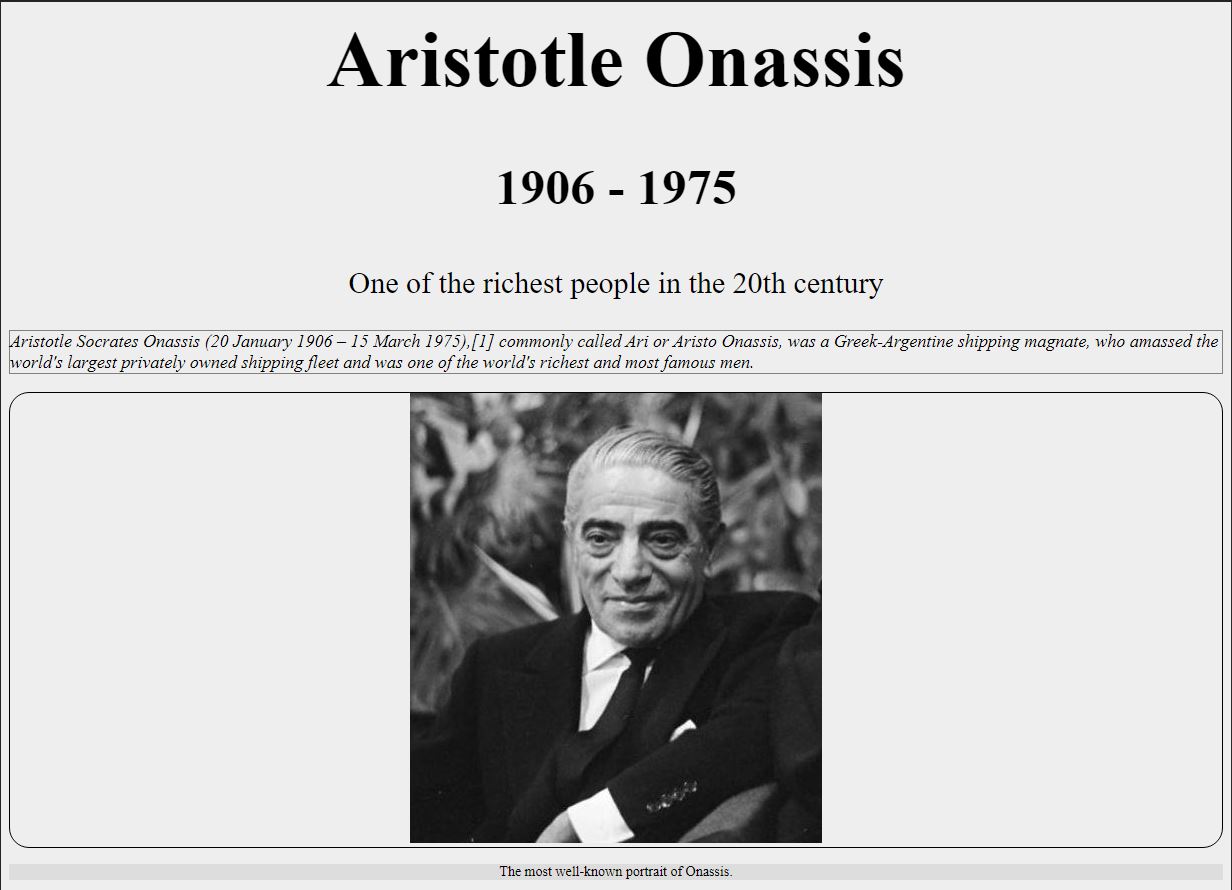 Aristotle Onassis
1906 - 1975
One of the richest people in the 20th century
Aristotle Socrates Onassis (20 January 1906 – 15 March 1975),[1] commonly called Ari or Aristo Onassis, was a Greek-Argentine shipping magnate, who amassed the
world's largest privately owned shipping fleet and was one of the world's richest and most famous men.
The most well-known portrait of Onassis.